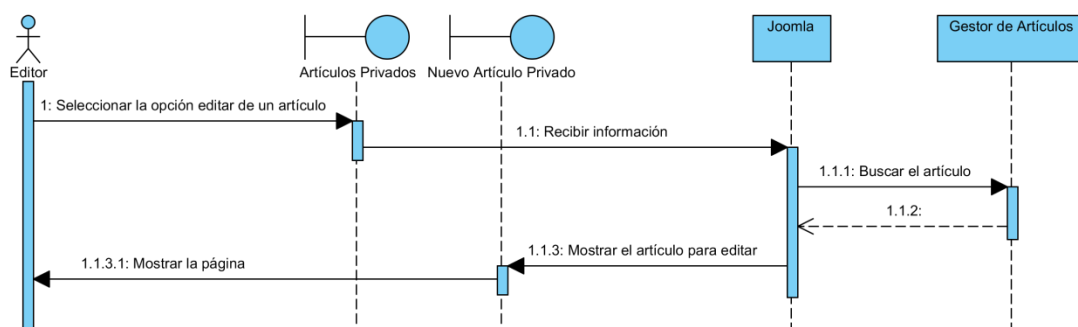 Joomla
Gestor de Artículos
Editor
Artículos Privados
Nuevo Artículo Privado
1: Seleccionar la opción editar de un artículo
1.1: Recibir información
1.1.1: Buscar el artículo
1.1.2:
1.1.3: Mostrar el artículo para editar
1.1.3.1: Mostrar la página